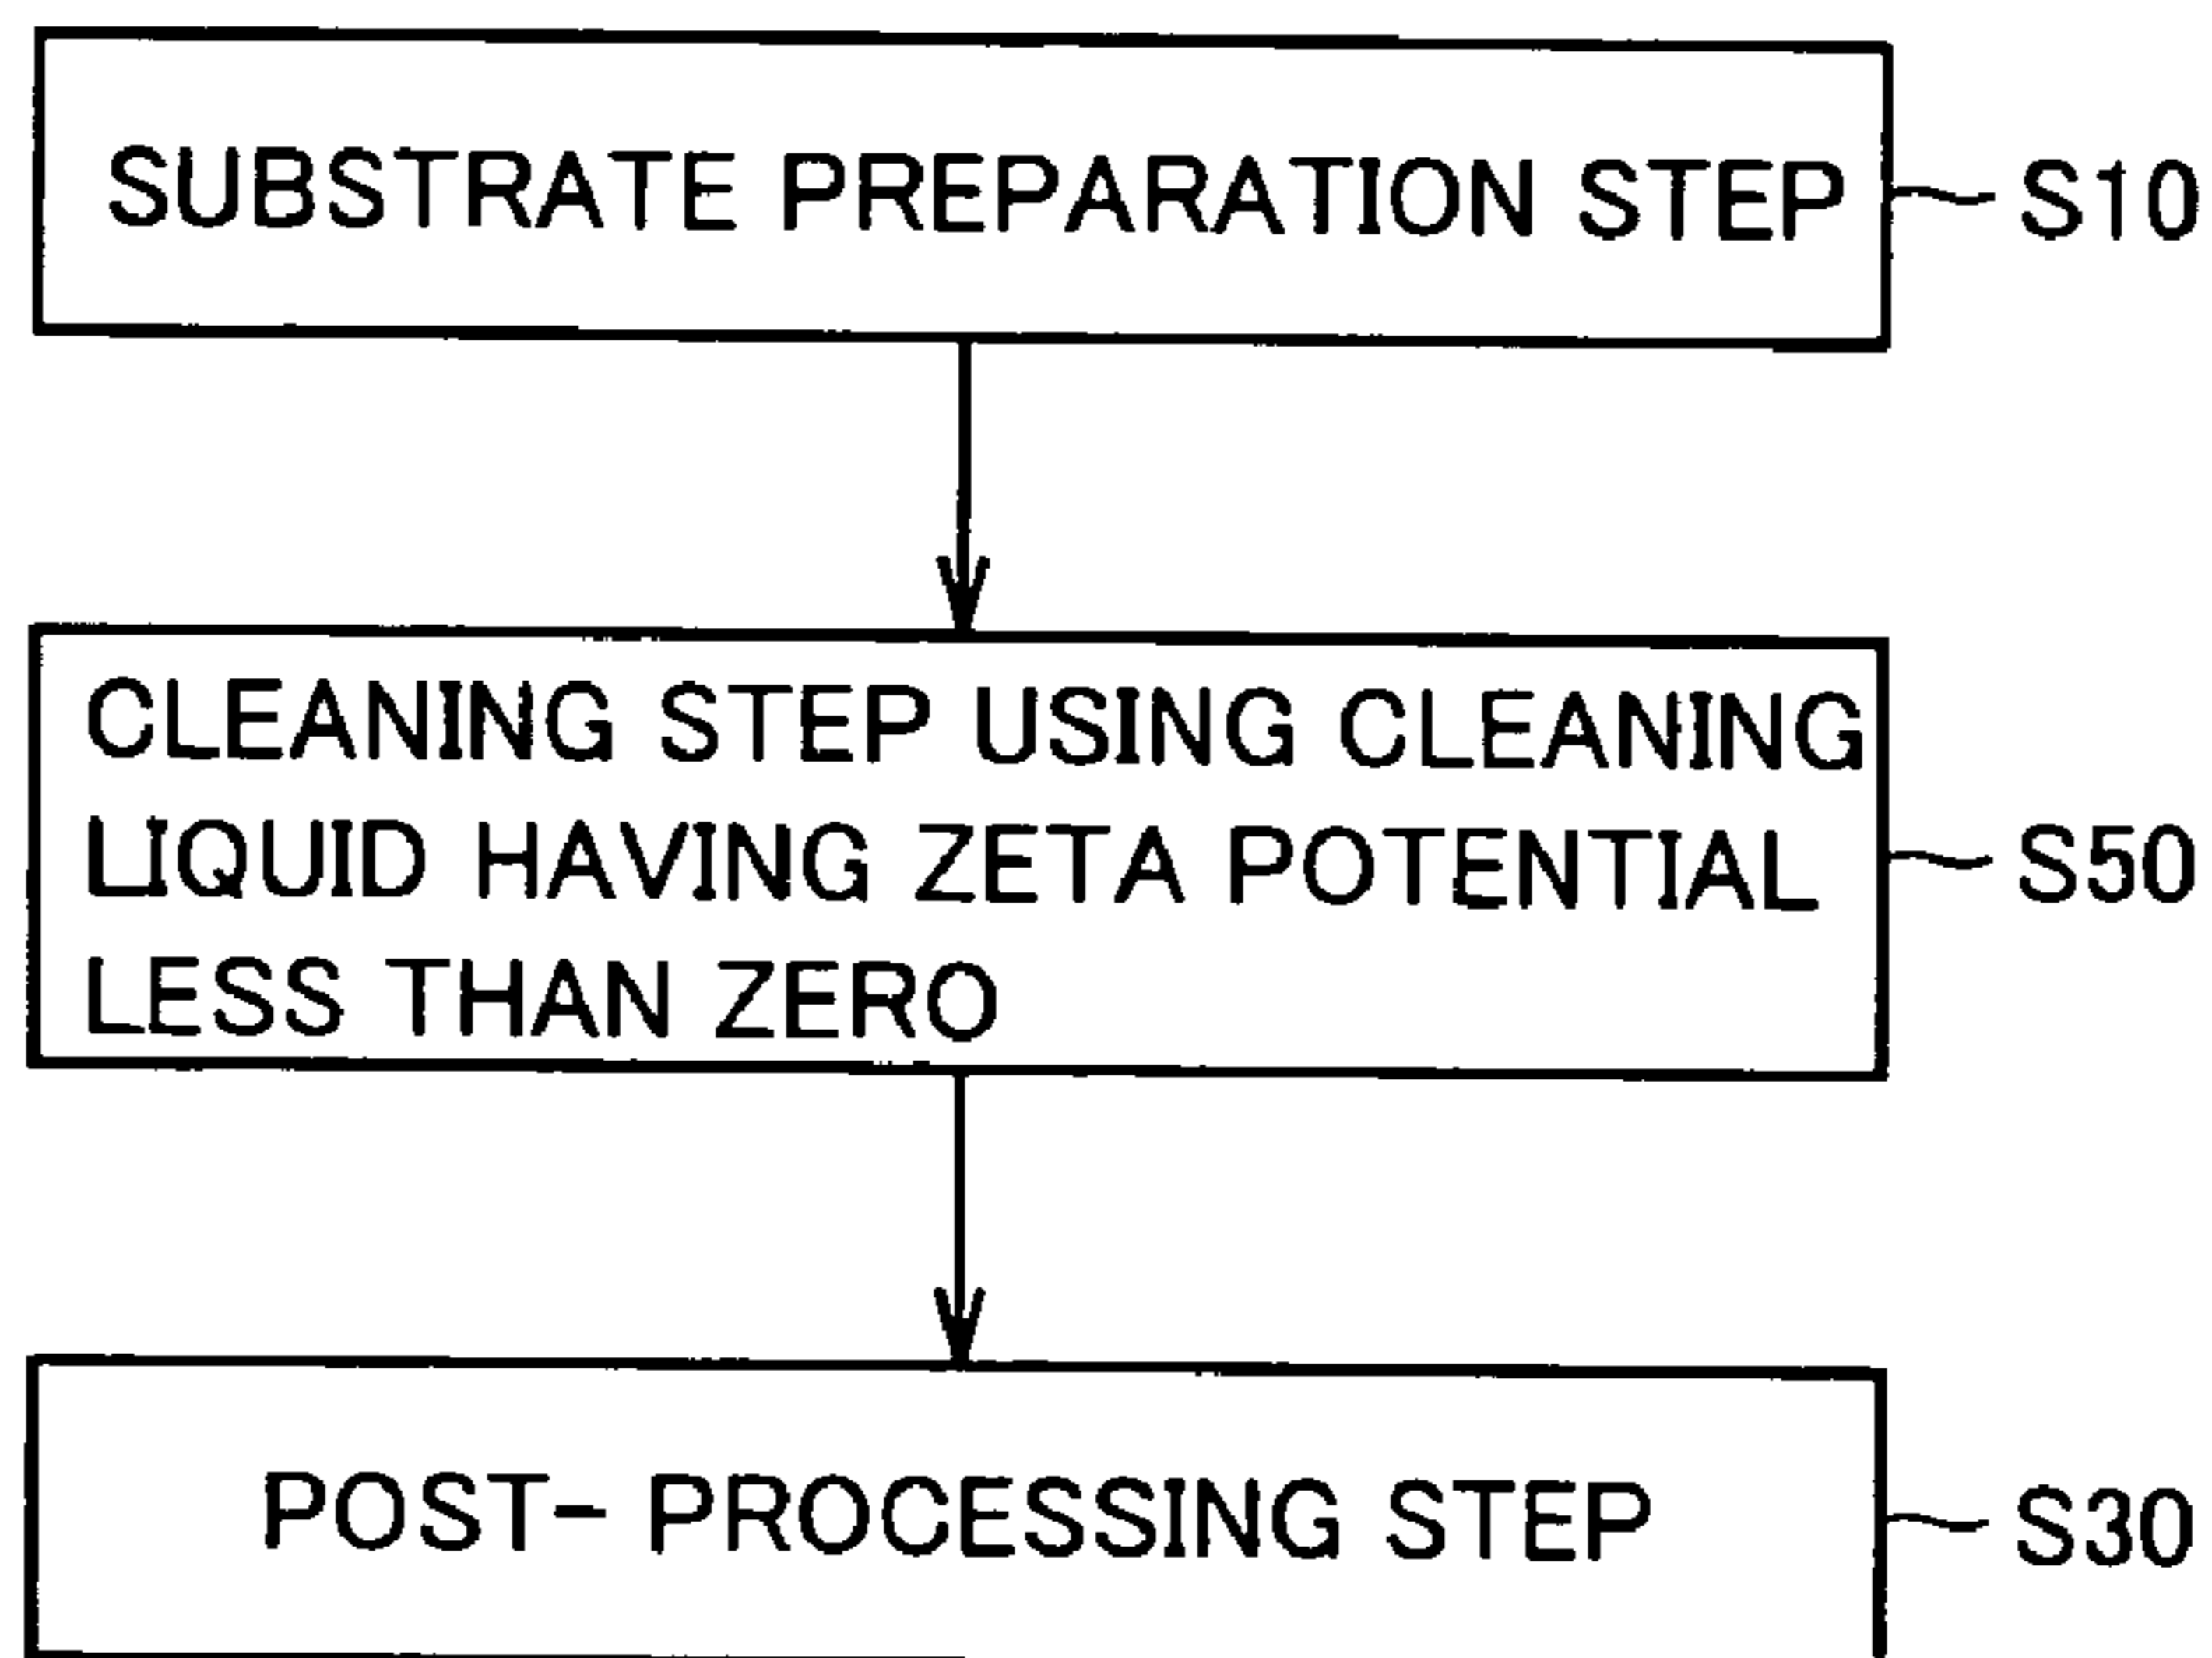 SUBSTRATE PREPARATION STEP S10
CLEANING STEP USING CLEANING
LIQUID HAVING ZETA POTENTIAL S50
LESS THAN ZERO
POST- PROCESSING STEP S30